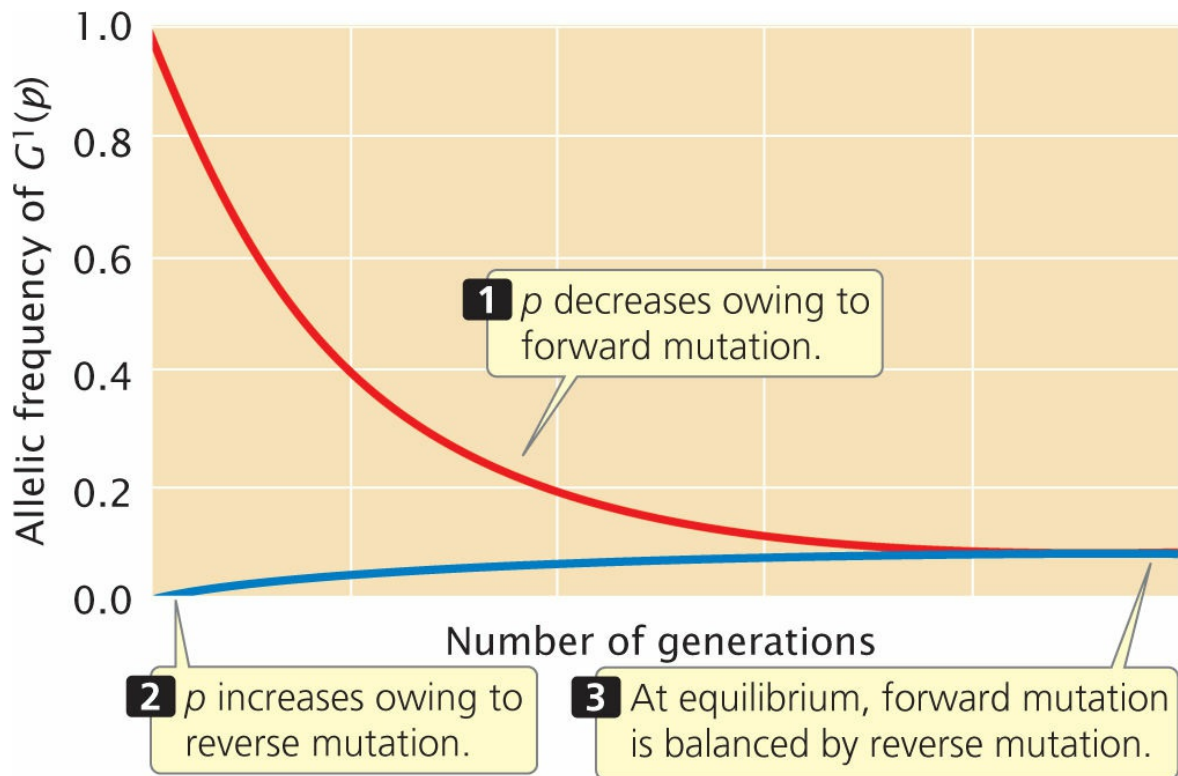 Allelic frequency of G¹(p)
1.0
0.8
0.6
0.4
0.2
0.0
1 p decreases owing to
forward mutation.
Number of generations
2 p increases owing to
reverse mutation.
3 At equilibrium, forward mutation
is balanced by reverse mutation.